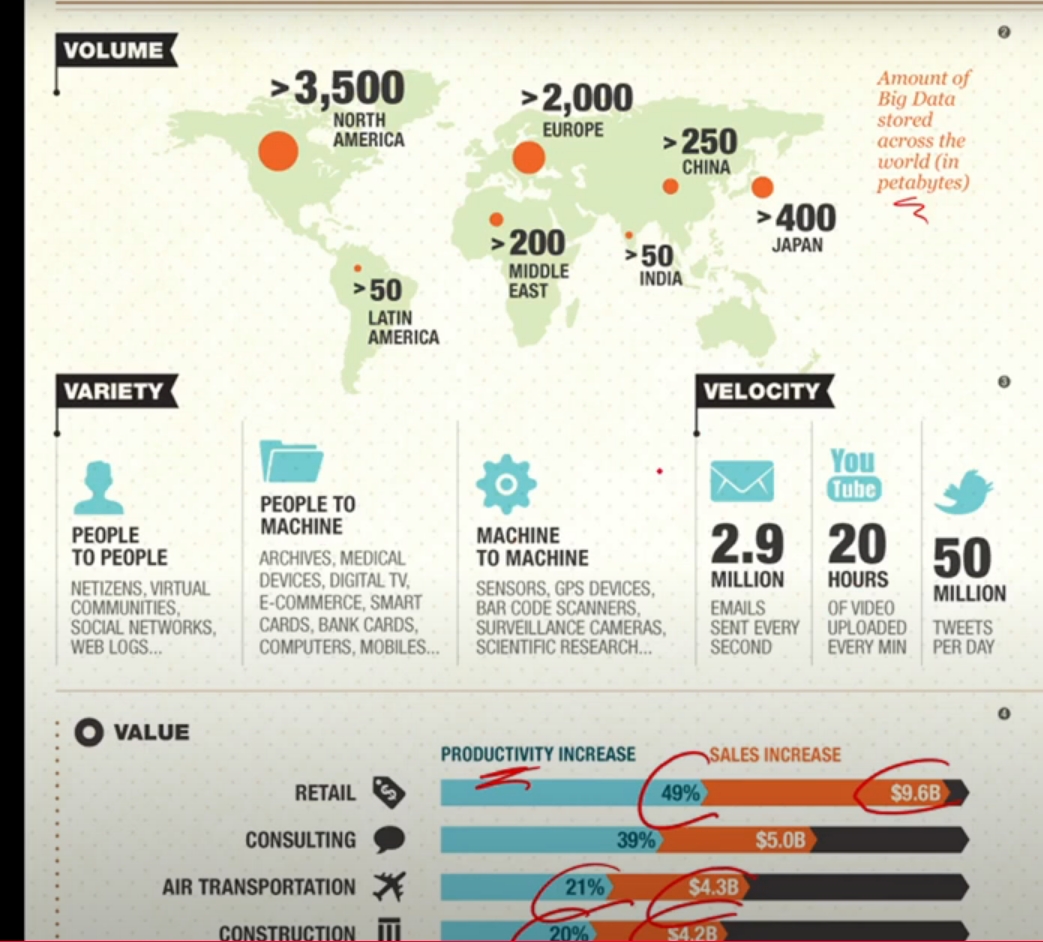 VOLUME
2
>3,500
NORTH
AMERICA
>2,000
EUROPE
>250
CHINA
>400
JAPAN
>200
MIDDLE
EAST
>50
INDIA
>50
LATIN
AMERICA
Amount of
Big Data
stored
across the
world (in
petabytes)
VARIETY
PEOPLE
TO PEOPLE
NETIZENS, VIRTUAL
COMMUNITIES,
SOCIAL NETWORKS,
WEB LOGS...
PEOPLE TO
MACHINE
ARCHIVES, MEDICAL
DEVICES, DIGITAL TV,
E-COMMERCE, SMART
CARDS, BANK CARDS,
COMPUTERS, MOBILES...
MACHINE
TO MACHINE
SENSORS, GPS DEVICES,
BAR CODE SCANNERS,
SURVEILLANCE CAMERAS,
SCIENTIFIC RESEARCH...
VELOCITY
3
2.9
MILLION
EMAILS
SENT EVERY
SECOND
You
Tube
20
HOURS
OF VIDEO
UPLOADED
EVERY MIN
50
MILLION
TWEETS
PER DAY
VALUE
4
PRODUCTIVITY INCREASE SALES INCREASE
RETAIL $ 49% $9.6B
CONSULTING 39% $5.0B
AIR TRANSPORTATION 21% $4.3B
CONSTRUCTION 20% $4.2B